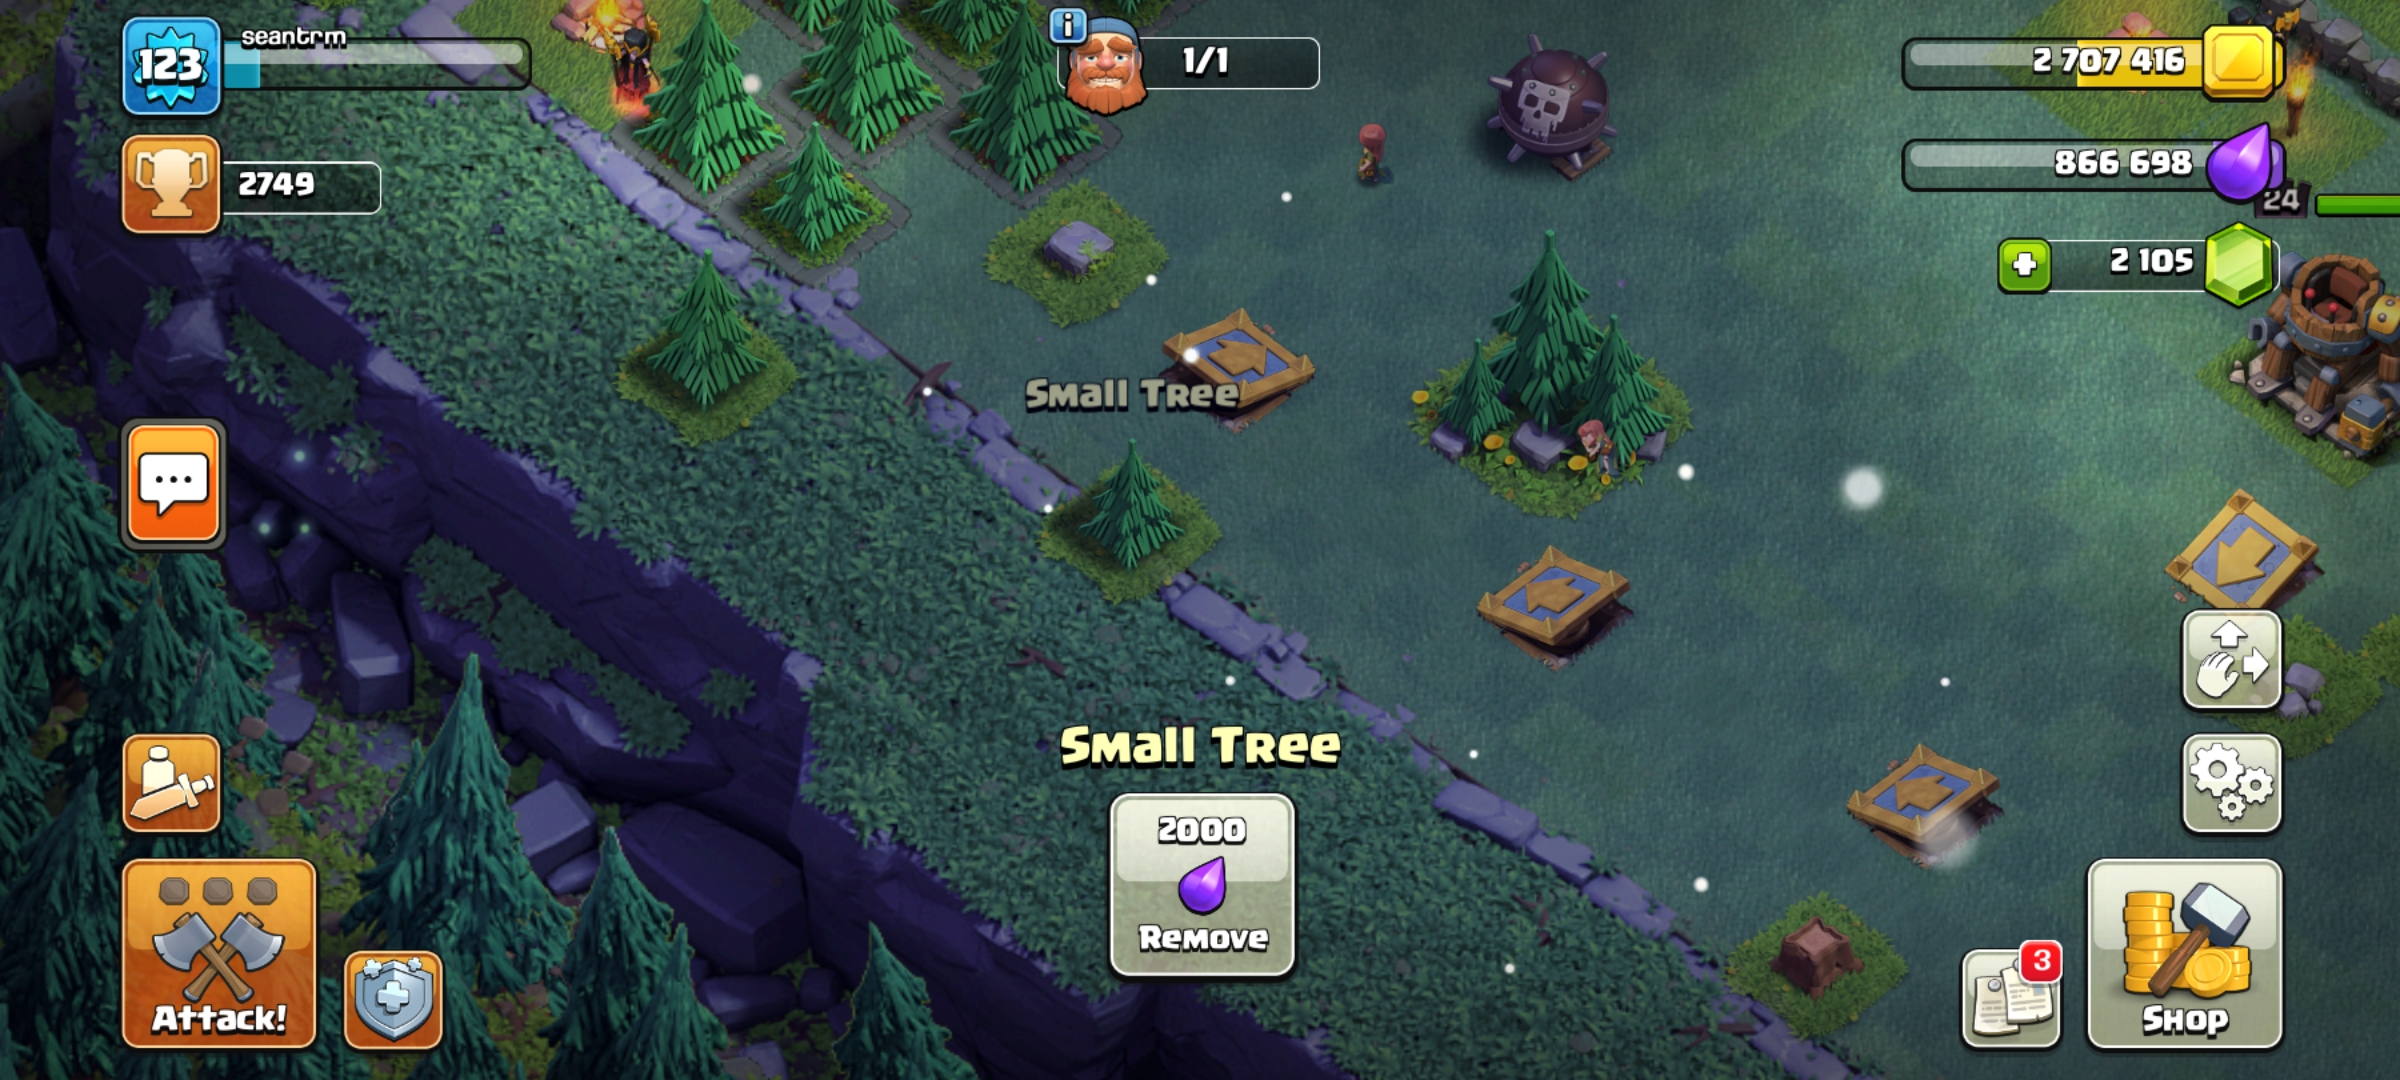 123
seantrm
1/1
2 707 416
2749
866 698
24
2 105
Small Tree
Small Tree
2000
Remove
Attack!
3
Shop